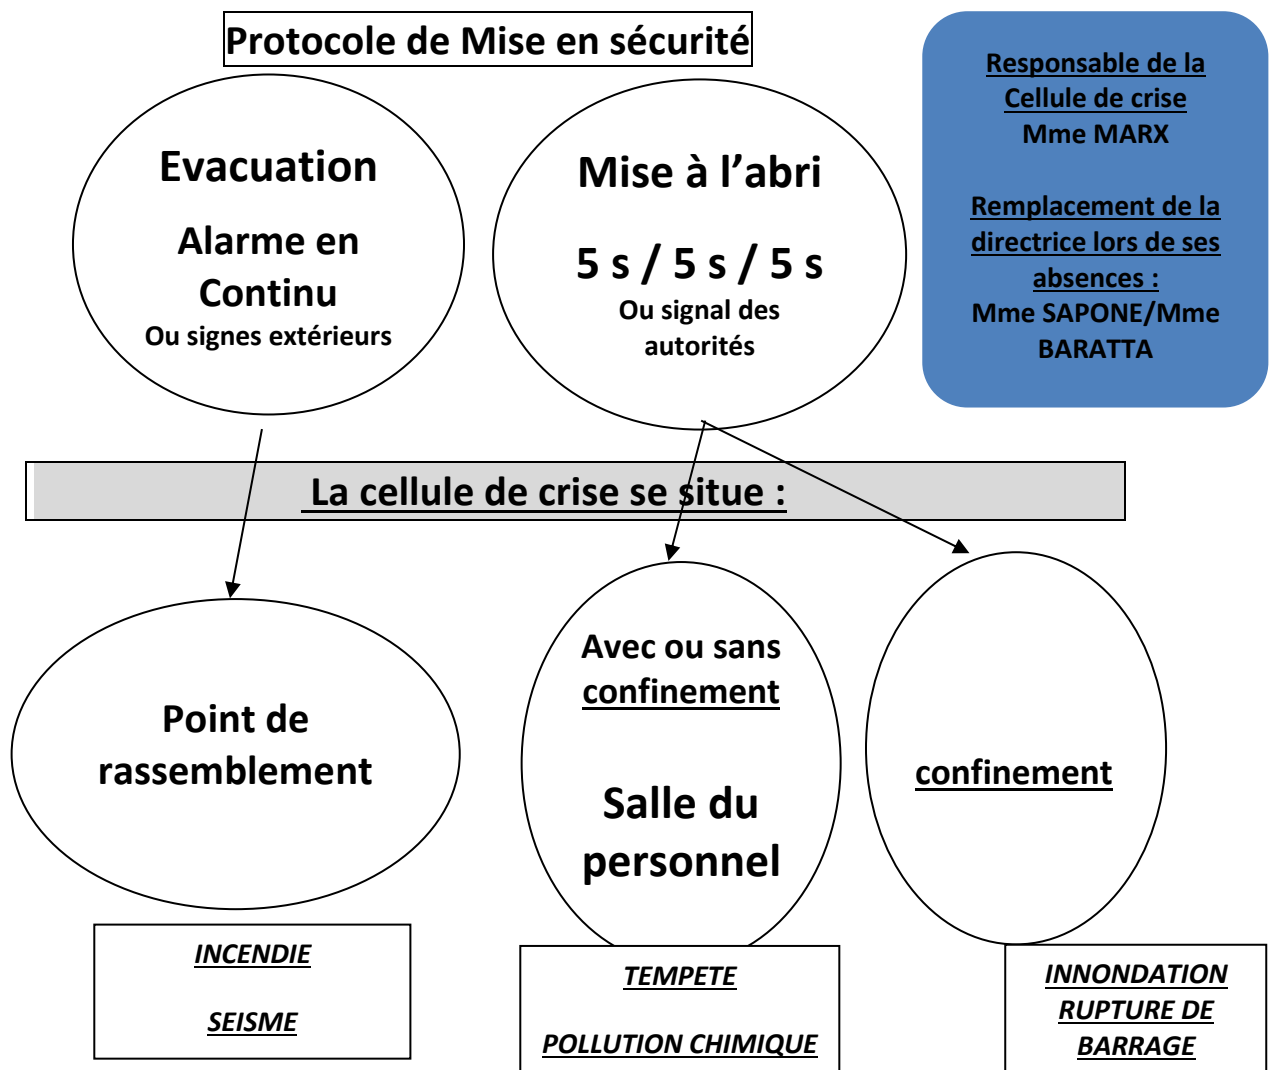 Protocole de Mise en sécurité
Responsable de la
Cellule de crise
Mme MARX
Remplacement de la
directrice lors de ses
absences :
Mme SAPONE/Mme
BARATTA
Evacuation
Alarme en
Continu
Ou signes extérieurs
Mise à l’abri
5 s / 5 s / 5 s
Ou signal des
autorités
La cellule de crise se situe :
Point de
rassemblement
Avec ou sans
confinement
Salle du
personnel
confinement
INCENDIE
SEISME
TEMPETE
POLLUTION CHIMIQUE
INNONDATION
RUPTURE DE
BARRAGE